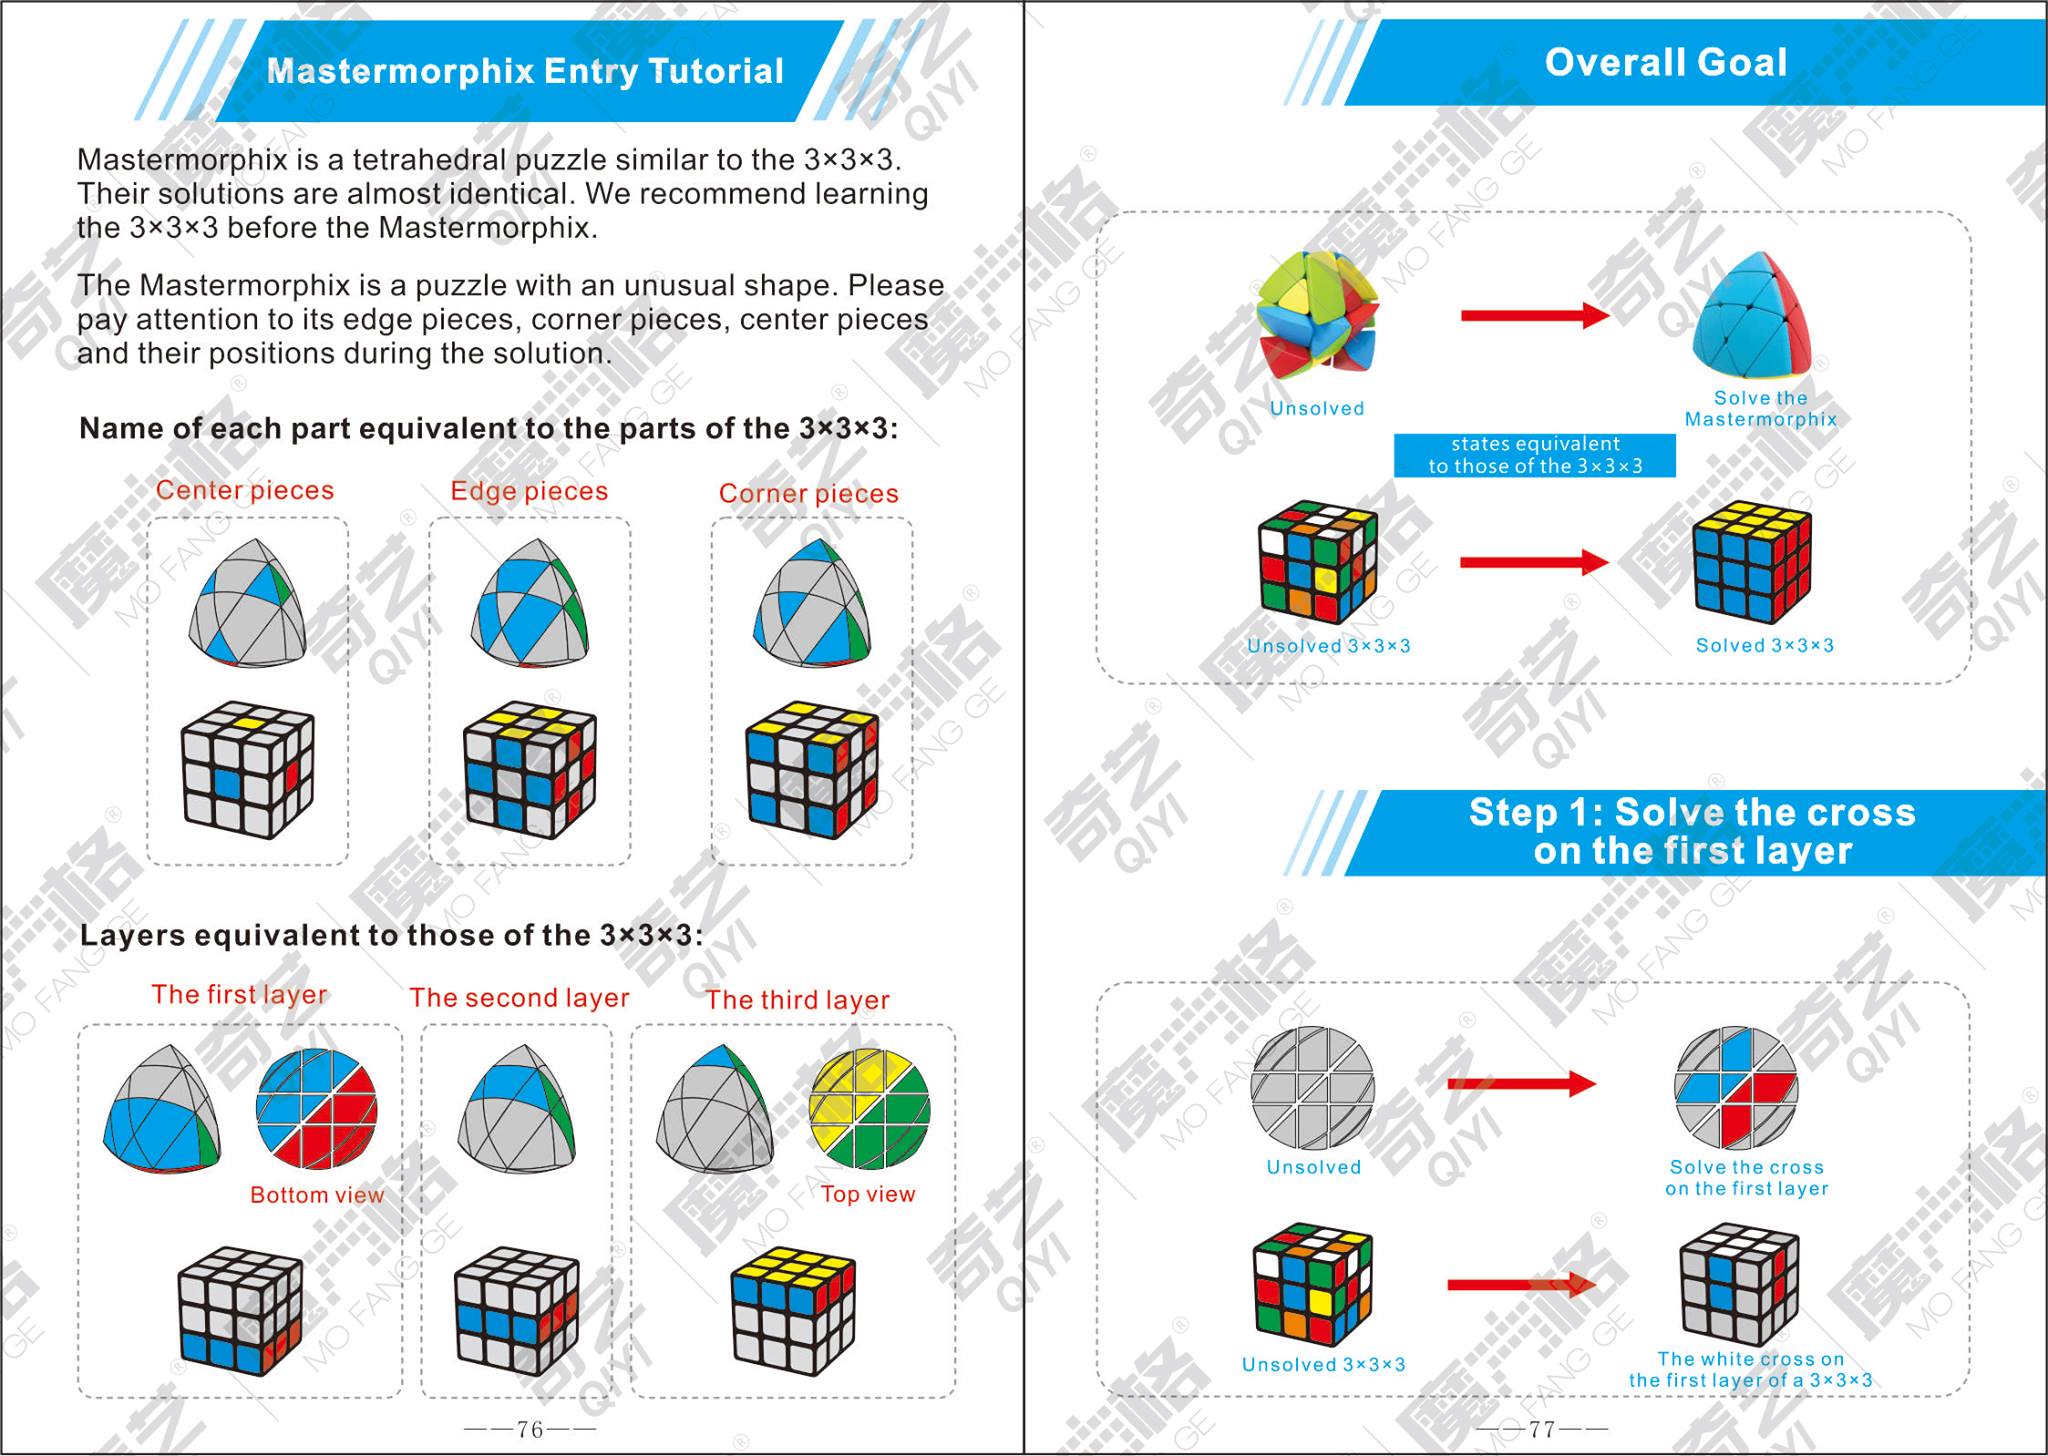 Mastermorphix Entry Tutorial
Mastermorphix is a tetrahedral puzzle similar to the 3×3×3.
Their solutions are almost identical. We recommend learning
the 3×3×3 before the Mastermorphix.
The Mastermorphix is a puzzle with an unusual shape. Please
pay attention to its edge pieces, corner pieces, center pieces
and their positions during the solution.
Name of each part equivalent to the parts of the 3×3×3:
Center pieces
Edge pieces
Corner pieces
Layers equivalent to those of the 3×3×3:
The first layer
The second layer
The third layer
Bottom view
Top view
——76——
Overall Goal
Unsolved
Solve the
Mastermorphix
states equivalent
to those of the 3×3×3
Unsolved 3×3×3
Solved 3×3×3
Step 1: Solve the cross
on the first layer
Unsolved
Solve the cross
on the first layer
Unsolved 3×3×3
The white cross on
the first layer of a 3×3×3
——77——
奇艺 QIYI
魔方格® MO FANG GE